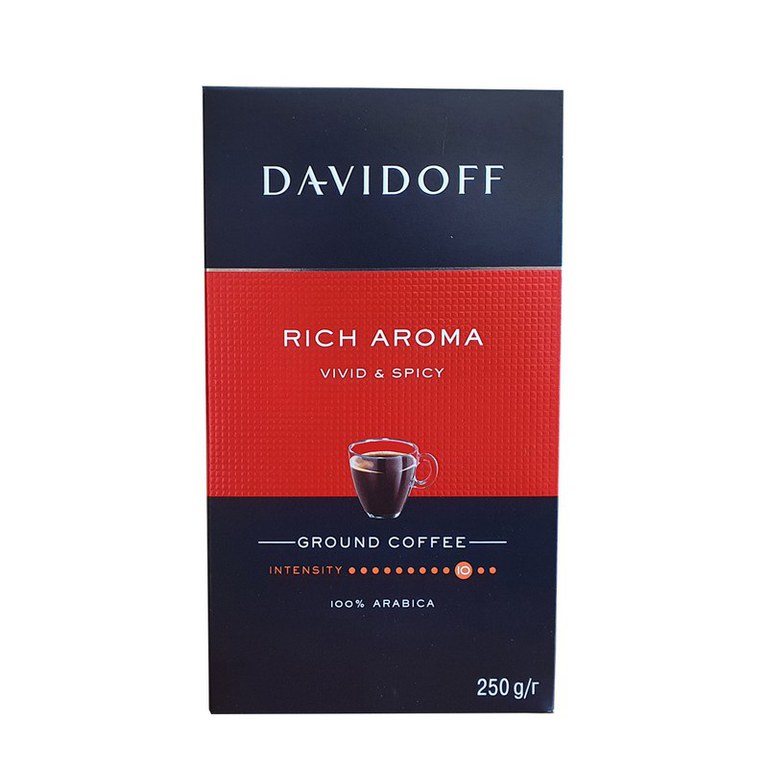 DAVIDOFF
RICH AROMA
VIVID & SPICY
GROUND COFFEE
INTENSITY 10
100% ARABICA
250 g/г